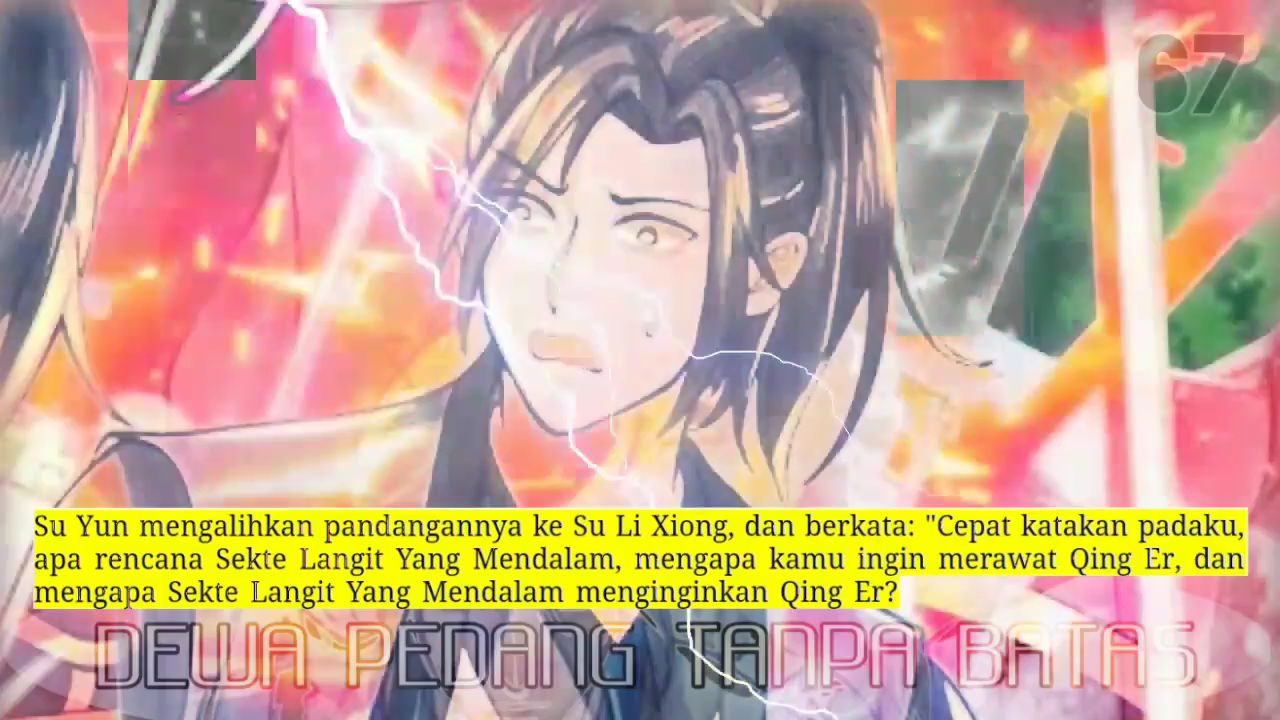 67
Su Yun mengalihkan pandangannya ke Su Li Xiong, dan berkata: "Cepat katakan padaku,
apa rencana Sekte Langit Yang Mendalam, mengapa kamu ingin merawat Qing Er, dan
mengapa Sekte Langit Yang Mendalam menginginkan Qing Er?
DEWA PEDANG TANPA BATAS